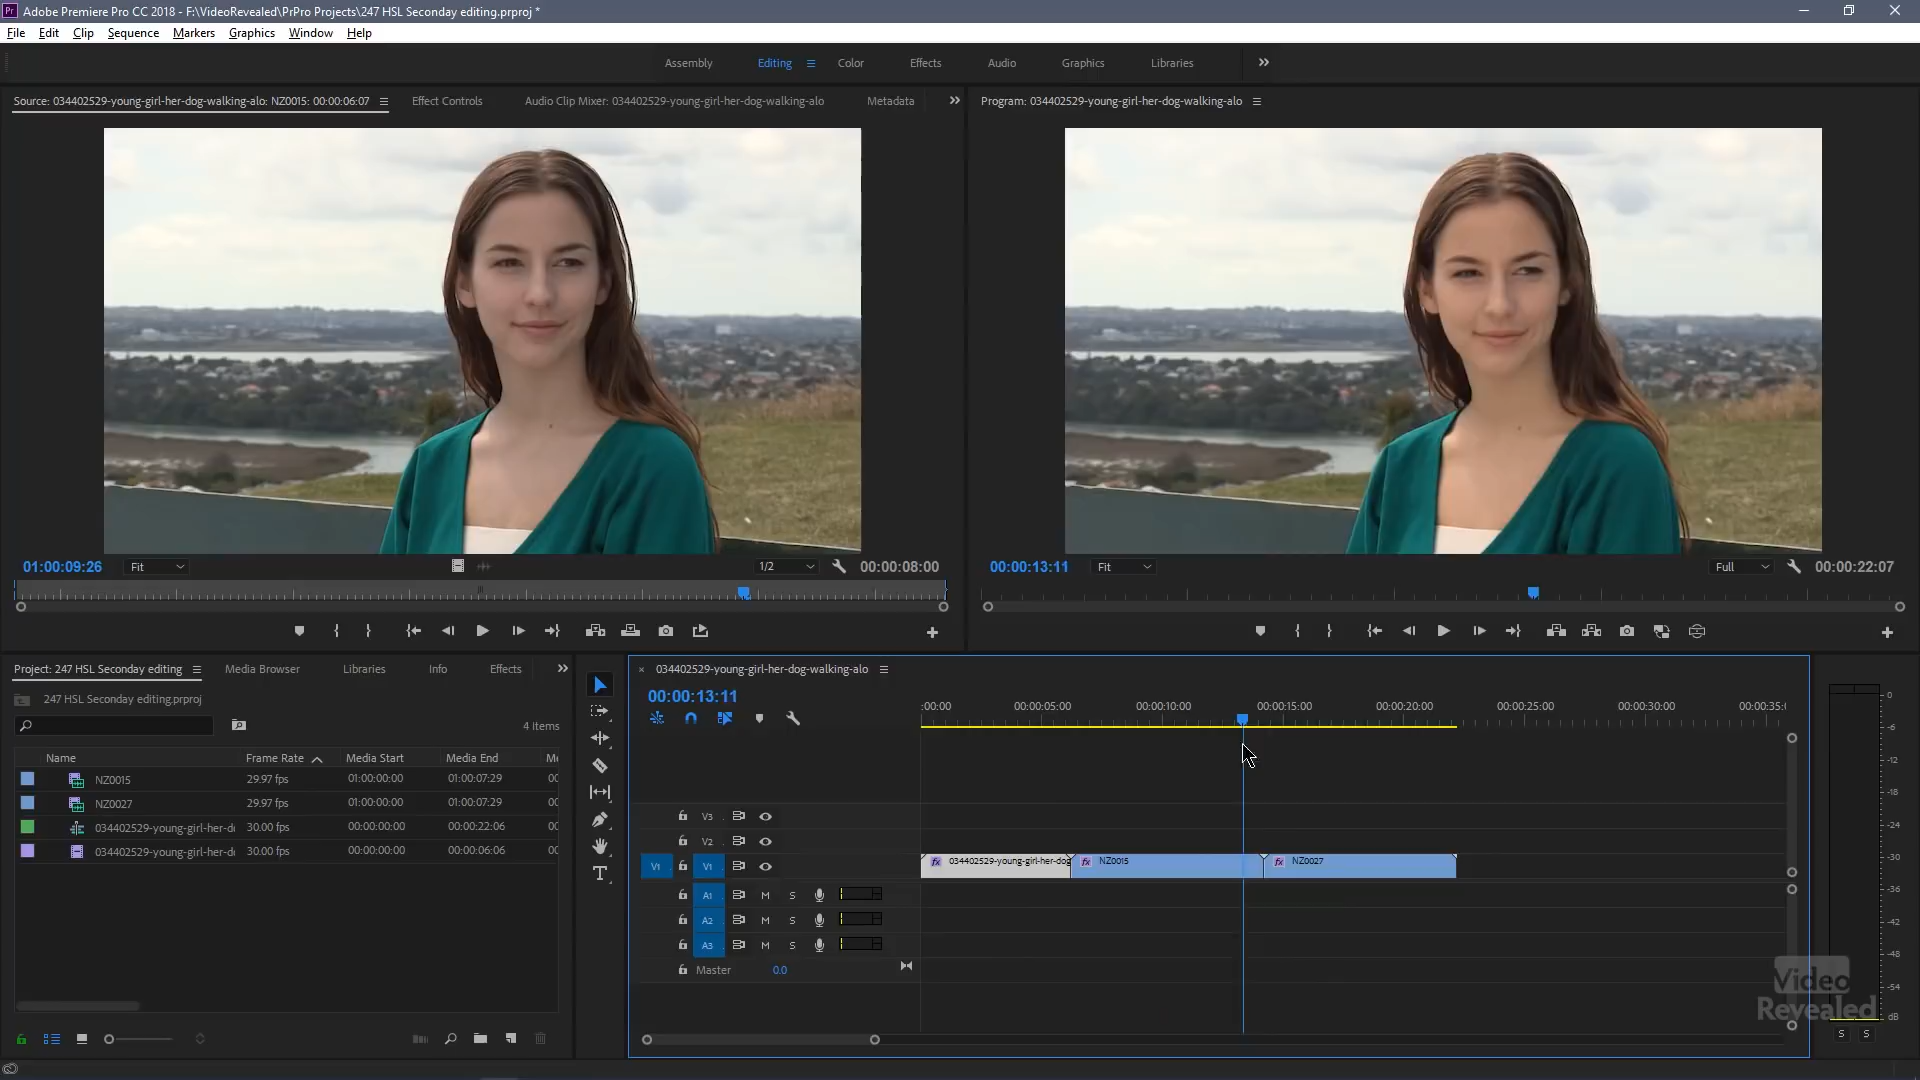 Adobe Premiere Pro CC 2018 - F:\VideoRevealed\PrPro Projects\247 HSL Seconday editing.prproj *
File Edit Clip Sequence Markers Graphics Window Help
Assembly Editing Color Effects Audio Graphics Libraries
Source: 034402529-young-girl-her-dog-walking-alo: NZ0015: 00:00:06:07 Effect Controls Audio Clip Mixer: 034402529-young-girl-her-dog-walking-alo Metadata
Program: 034402529-young-girl-her-dog-walking-alo
01:00:09:26 Fit 1/2 00:00:08:00
00:00:13:11 Fit Full 00:00:22:07
Project: 247 HSL Seconday editing Media Browser Libraries Info Effects
247 HSL Seconday editing.prproj
4 Items
Name Frame Rate Media Start Media End Me
NZ0015 29.97 fps 01:00:00:00 01:00:07:29 00
NZ0027 29.97 fps 01:00:00:00 01:00:07:29 00
034402529-young-girl-her-do 30.00 fps 00:00:00:00 00:00:22:06 00
034402529-young-girl-her-do 30.00 fps 00:00:00:00 00:00:06:06 00
034402529-young-girl-her-dog-walking-alo
00:00:13:11
:00:00 00:00:05:00 00:00:10:00 00:00:15:00 00:00:20:00 00:00:25:00 00:00:30:00 00:00:35:
V3
V2
V1 V1 fx 034402529-young-girl-her-dog fx NZ0015 fx NZ0027
A1 M S
A2 M S
A3 M S
Master 0.0
0
-6
-12
-18
-24
-30
-36
-42
-48
-54
dB
S S
Video
Revealed